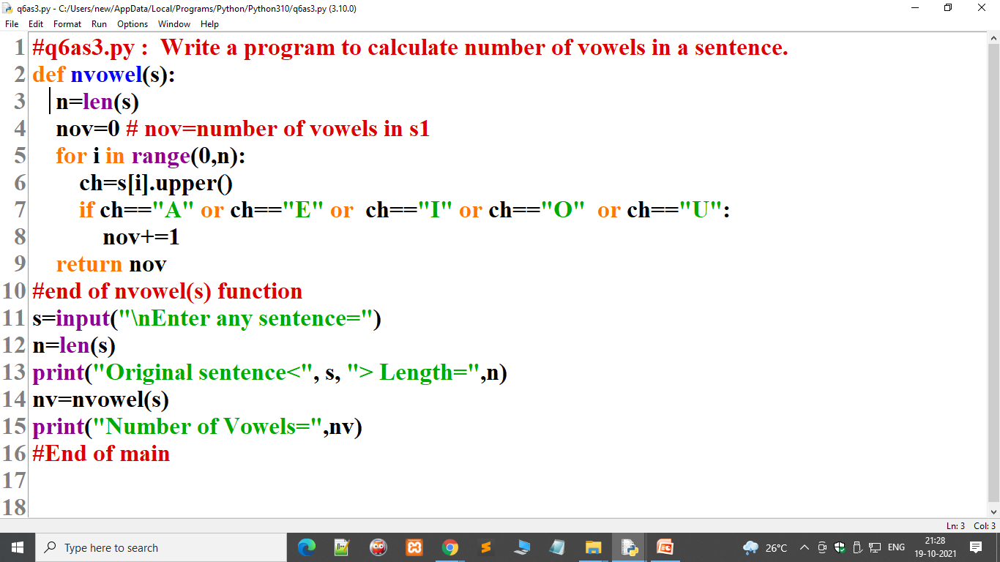 q6as3.py - C:/Users/new/AppData/Local/Programs/Python/Python310/q6as3.py (3.10.0)
File Edit Format Run Options Window Help
1 #q6as3.py :  Write a program to calculate number of vowels in a sentence.
2 def nvowel(s):
3     n=len(s)
4     nov=0 # nov=number of vowels in s1
5     for i in range(0,n):
6         ch=s[i].upper()
7         if ch=="A" or ch=="E" or  ch=="I" or ch=="O"  or ch=="U":
8             nov+=1
9     return nov
10 #end of nvowel(s) function
11 s=input("\nEnter any sentence=")
12 n=len(s)
13 print("Original sentence<", s, "> Length=",n)
14 nv=nvowel(s)
15 print("Number of Vowels=",nv)
16 #End of main
17
18
Ln: 3 Col: 3
Type here to search
26°C ENG 21:28
19-10-2021